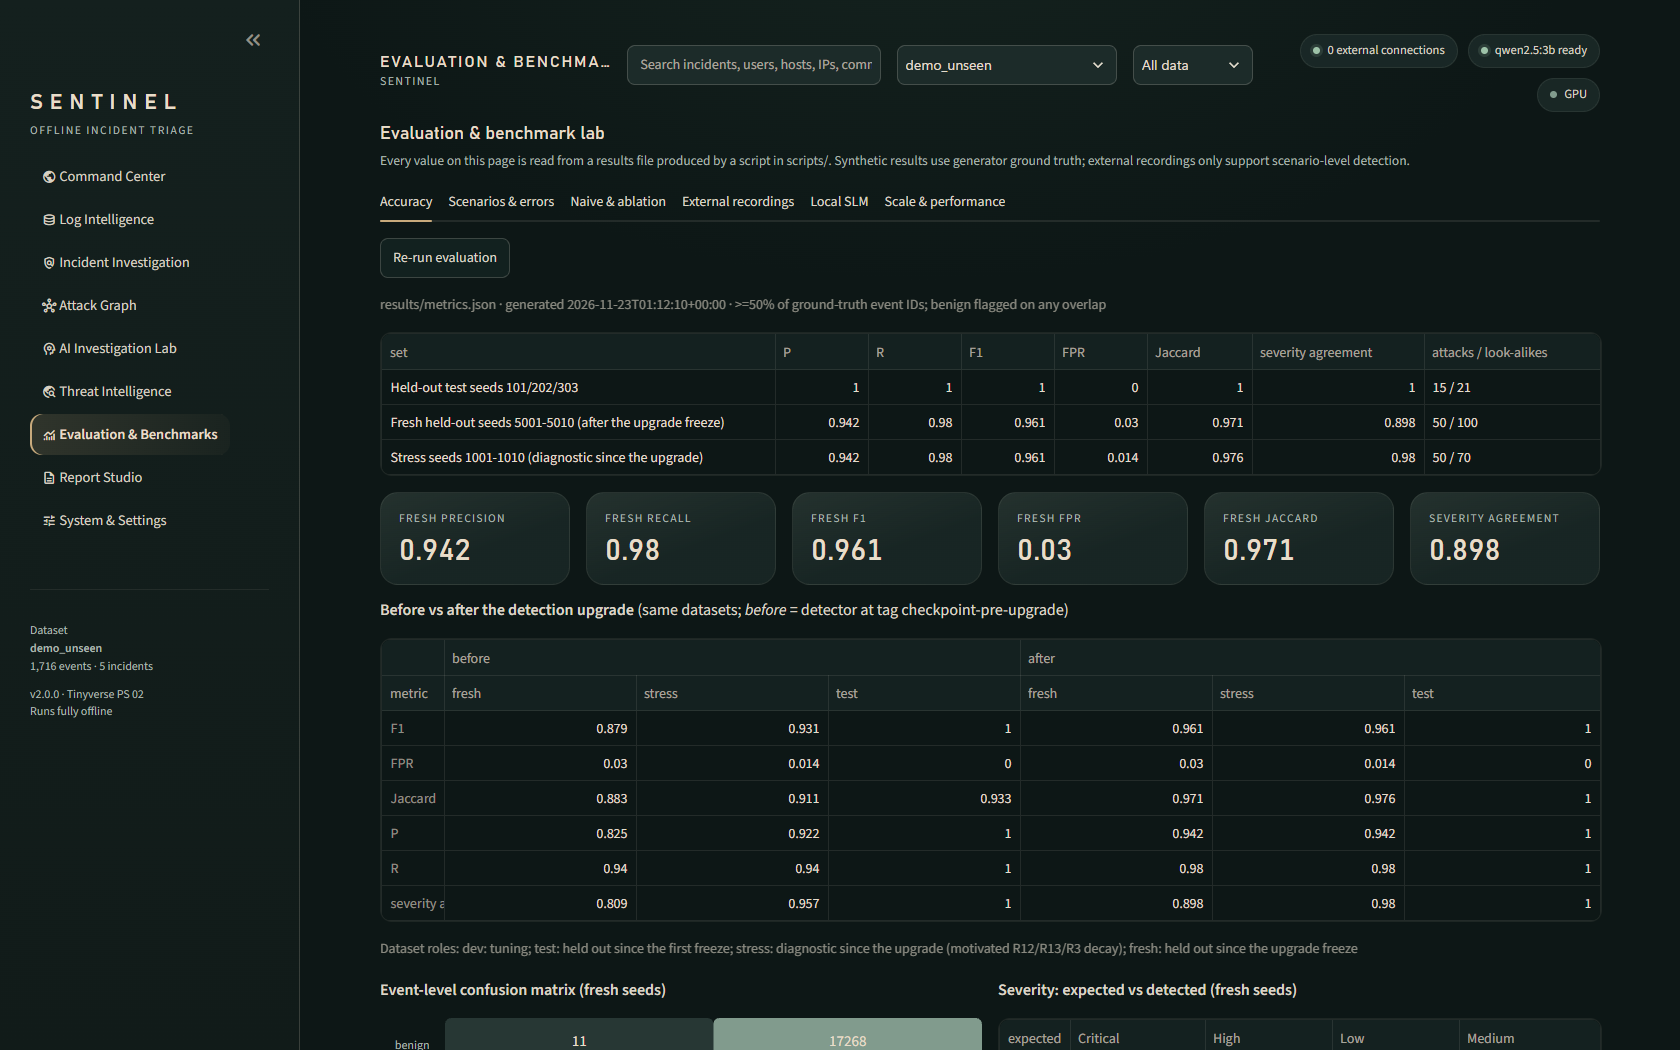 SENTINEL
OFFLINE INCIDENT TRIAGE
Command Center
Log Intelligence
Incident Investigation
Attack Graph
AI Investigation Lab
Threat Intelligence
Evaluation & Benchmarks
Report Studio
System & Settings
Dataset
demo_unseen
1,716 events · 5 incidents
v2.0.0 · Tinyverse PS 02
Runs fully offline
EVALUATION & BENCHMA...
SENTINEL
Search incidents, users, hosts, IPs, comr
demo_unseen
All data
0 external connections
qwen2.5:3b ready
GPU
Evaluation & benchmark lab
Every value on this page is read from a results file produced by a script in scripts/. Synthetic results use generator ground truth; external recordings only support scenario-level detection.
Accuracy Scenarios & errors Naive & ablation External recordings Local SLM Scale & performance
Re-run evaluation
results/metrics.json · generated 2026-11-23T01:12:10+00:00 · >=50% of ground-truth event IDs; benign flagged on any overlap
set P R F1 FPR Jaccard severity agreement attacks / look-alikes
Held-out test seeds 101/202/303 1 1 1 0 1 1 15 / 21
Fresh held-out seeds 5001-5010 (after the upgrade freeze) 0.942 0.98 0.961 0.03 0.971 0.898 50 / 100
Stress seeds 1001-1010 (diagnostic since the upgrade) 0.942 0.98 0.961 0.014 0.976 0.98 50 / 70
FRESH PRECISION
0.942
FRESH RECALL
0.98
FRESH F1
0.961
FRESH FPR
0.03
FRESH JACCARD
0.971
SEVERITY AGREEMENT
0.898
Before vs after the detection upgrade (same datasets; before = detector at tag checkpoint-pre-upgrade)
before after
metric fresh stress test fresh stress test
F1 0.879 0.931 1 0.961 0.961 1
FPR 0.03 0.014 0 0.03 0.014 0
Jaccard 0.883 0.911 0.933 0.971 0.976 1
P 0.825 0.922 1 0.942 0.942 1
R 0.94 0.94 1 0.98 0.98 1
severity a 0.809 0.957 1 0.898 0.98 1
Dataset roles: dev: tuning; test: held out since the first freeze; stress: diagnostic since the upgrade (motivated R12/R13/R3 decay); fresh: held out since the upgrade freeze
Event-level confusion matrix (fresh seeds)
benign 11 17268
Severity: expected vs detected (fresh seeds)
expected Critical High Low Medium